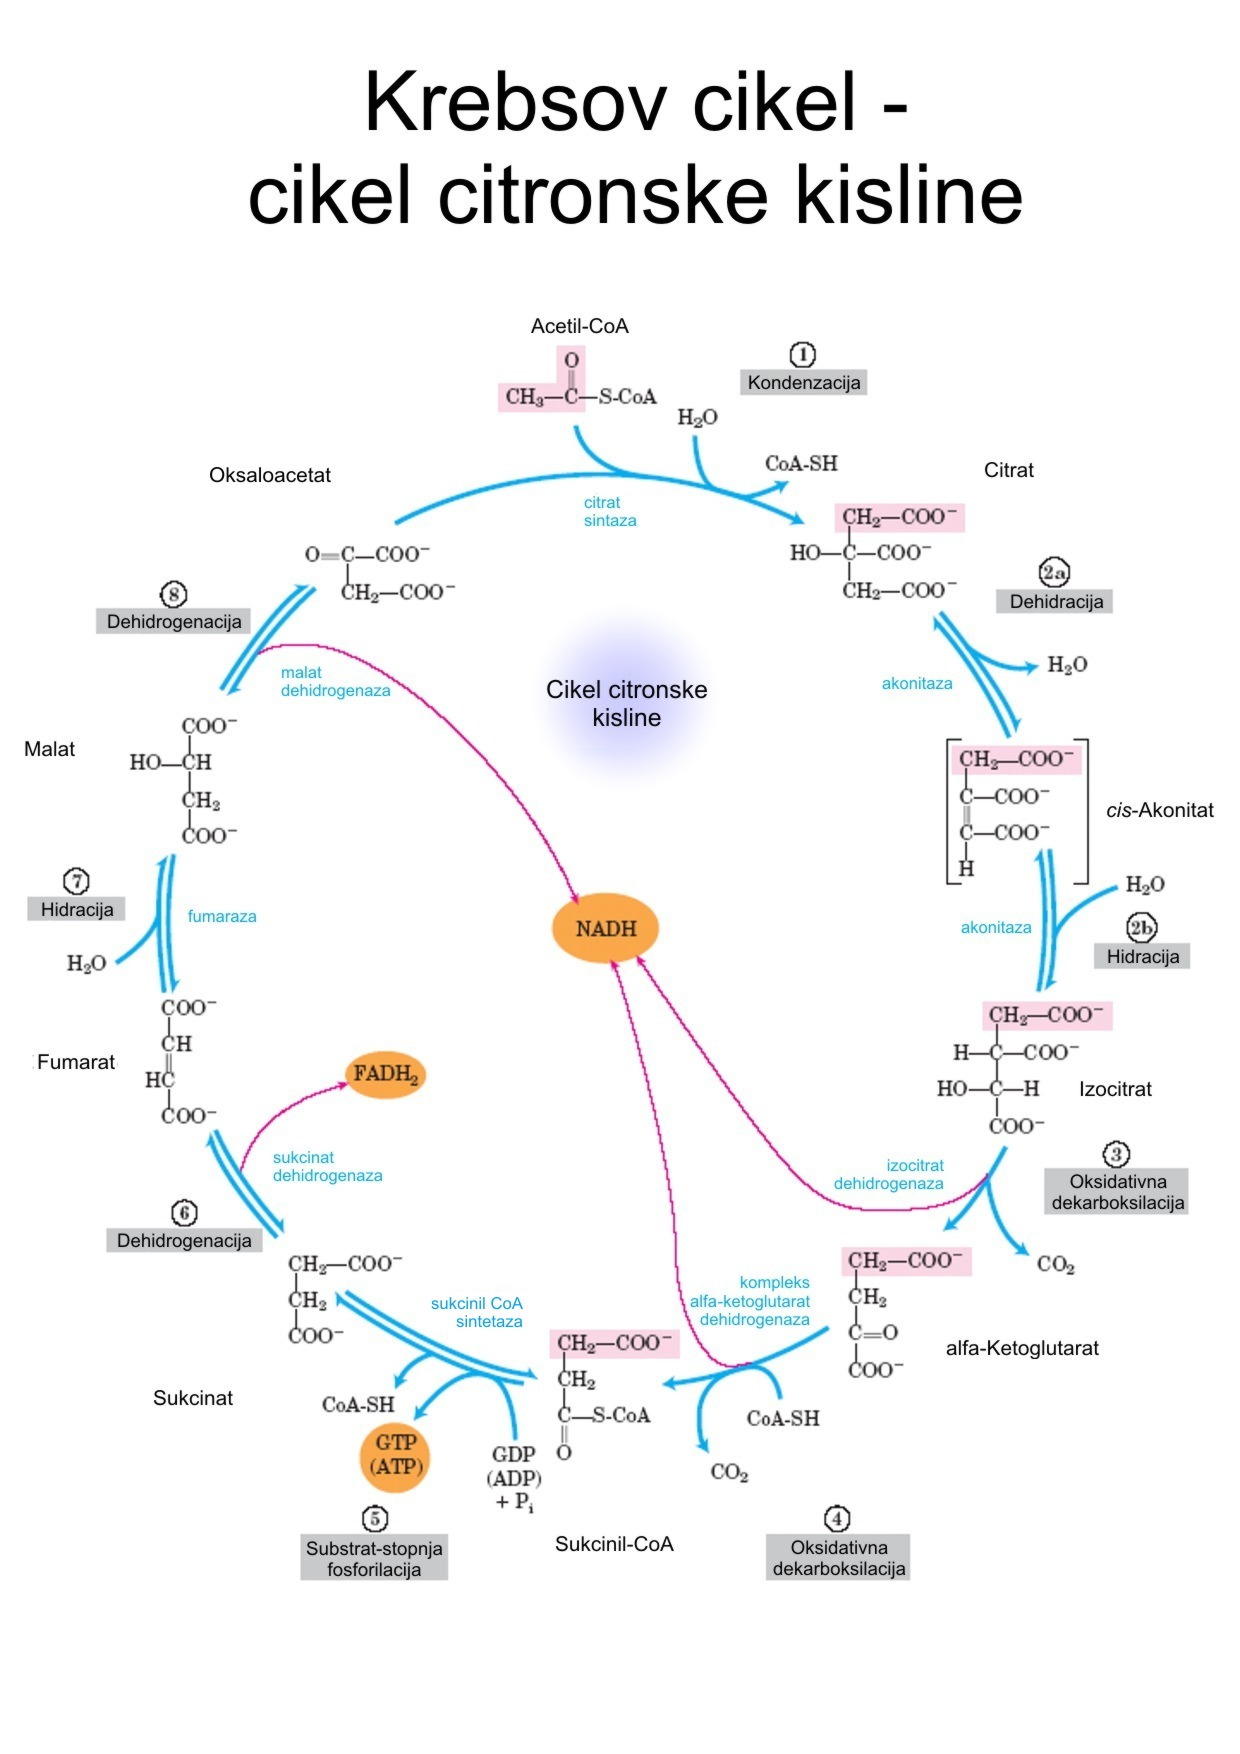 Krebsov cikel -
cikel citronske kisline
Acetil-CoA
O
CH₃—C—S-CoA
1
Kondenzacija
H₂O
CoA-SH
citrat
sintaza
Oksaloacetat
O=C—COO⁻
CH₂—COO⁻
Citrat
CH₂—COO⁻
HO—C—COO⁻
CH₂—COO⁻
2a
Dehidracija
H₂O
akonitaza
8
Dehidrogenacija
malat
dehidrogenaza
Cikel citronske
kisline
Malat
COO⁻
HO—CH
CH₂
COO⁻
CH₂—COO⁻
C—COO⁻
C—COO⁻
H
cis-Akonitat
H₂O
akonitaza
2b
Hidracija
7
Hidracija
fumaraza
H₂O
NADH
CH₂—COO⁻
H—C—COO⁻
HO—C—H
COO⁻
Izocitrat
Fumarat
COO⁻
CH
HC
COO⁻
FADH₂
sukcinat
dehidrogenaza
izocitrat
dehidrogenaza
3
Oksidativna
dekarboksilacija
CO₂
6
Dehidrogenacija
CH₂—COO⁻
CH₂
COO⁻
Sukcinat
sukcinil CoA
sintetaza
kompleks
alfa-ketoglutarat
dehidrogenaza
CH₂—COO⁻
CH₂
C=O
COO⁻
alfa-Ketoglutarat
CH₂—COO⁻
CH₂
C—S-CoA
O
Sukcinil-CoA
CoA-SH
CO₂
CoA-SH
GTP
(ATP)
GDP
(ADP)
+ Pᵢ
5
Substrat-stopnja
fosforilacija
4
Oksidativna
dekarboksilacija